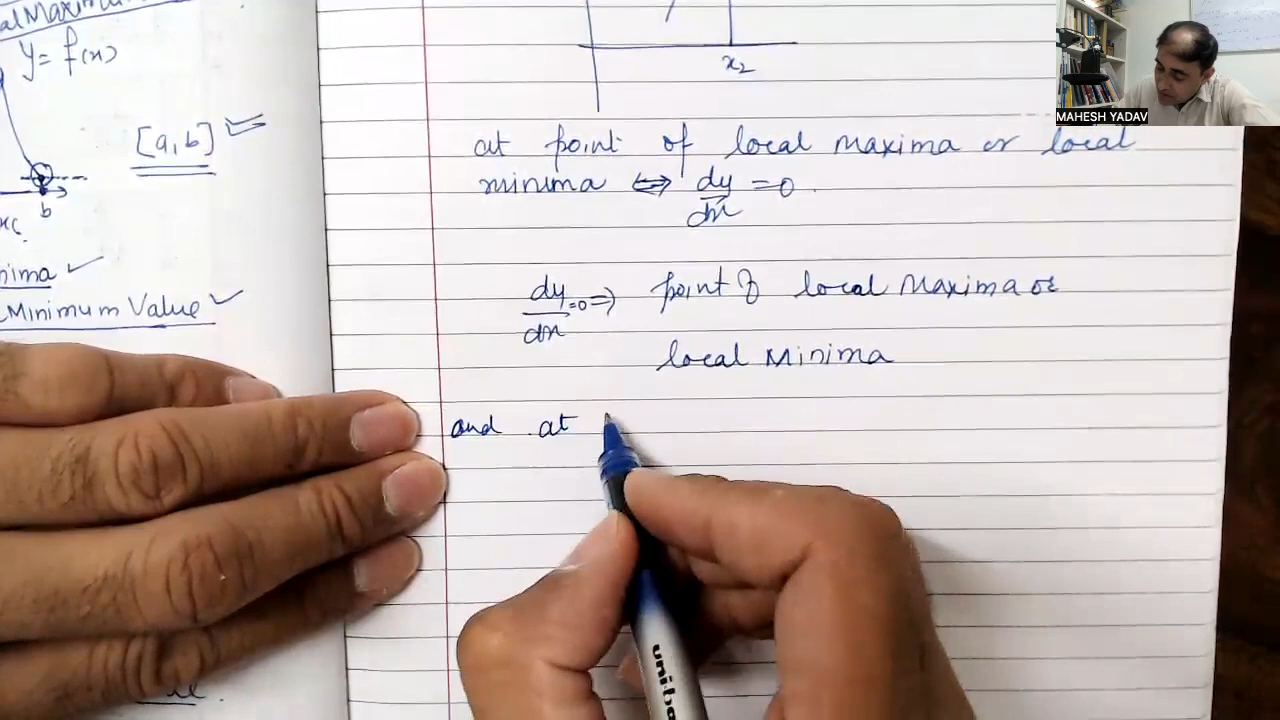 y = f(x)
[a,b]
b
Minimum Value
x2
at point of local maxima or local
minima ⇔ dy/dx = 0.
dy/dx =0 ⇒ point of local Maxima or
local Minima
and at
MAHESH YADAV